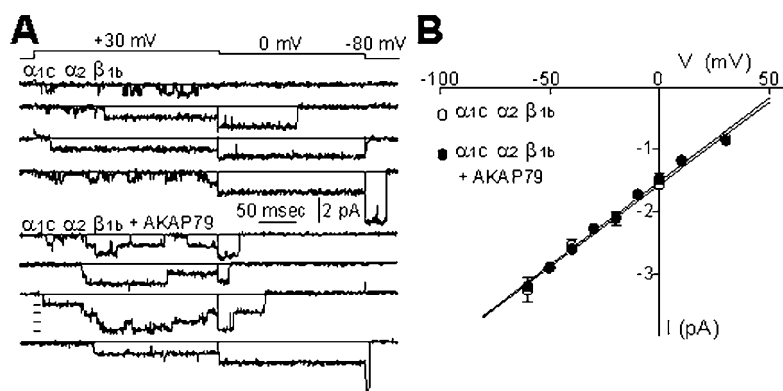 A
+30 mV 0 mV -80 mV
α1C α2 β1b
50 msec 2 pA
α1C α2 β1b + AKAP79
B
V (mV)
-100 -50 0 50
α1C α2 β1b
α1C α2 β1b
+ AKAP79
-1
-2
-3
I (pA)